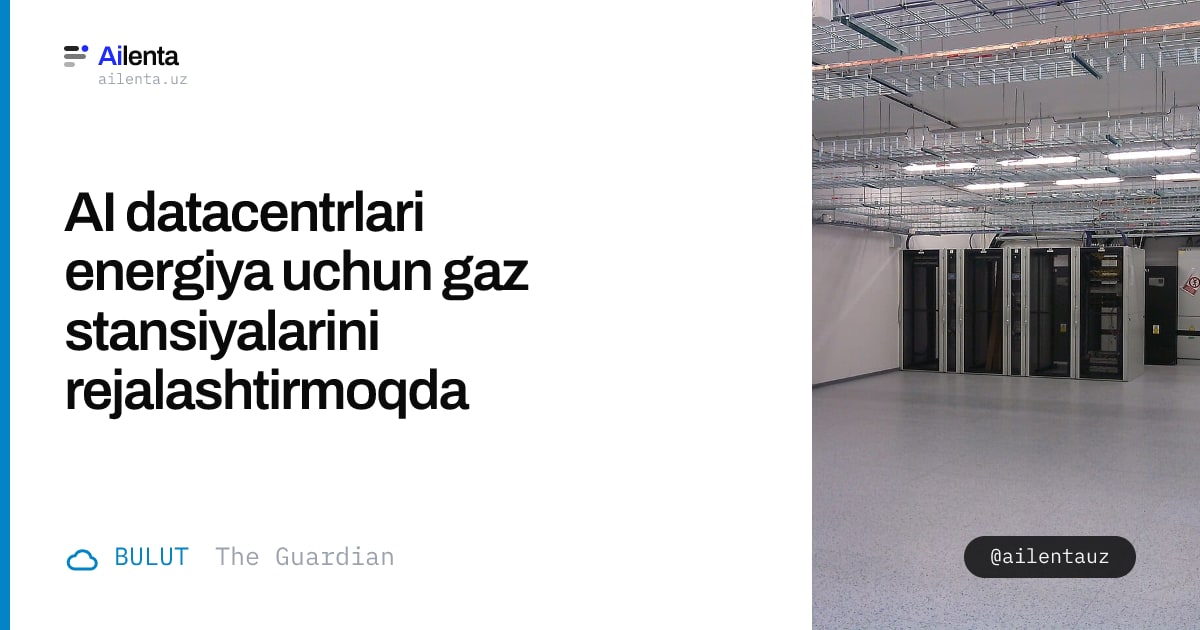 Ailenta
ailenta.uz
AI datacentrlari
energiya uchun gaz
stansiyalarini
rejalashtirmoqda
BULUT The Guardian
@ailentauz